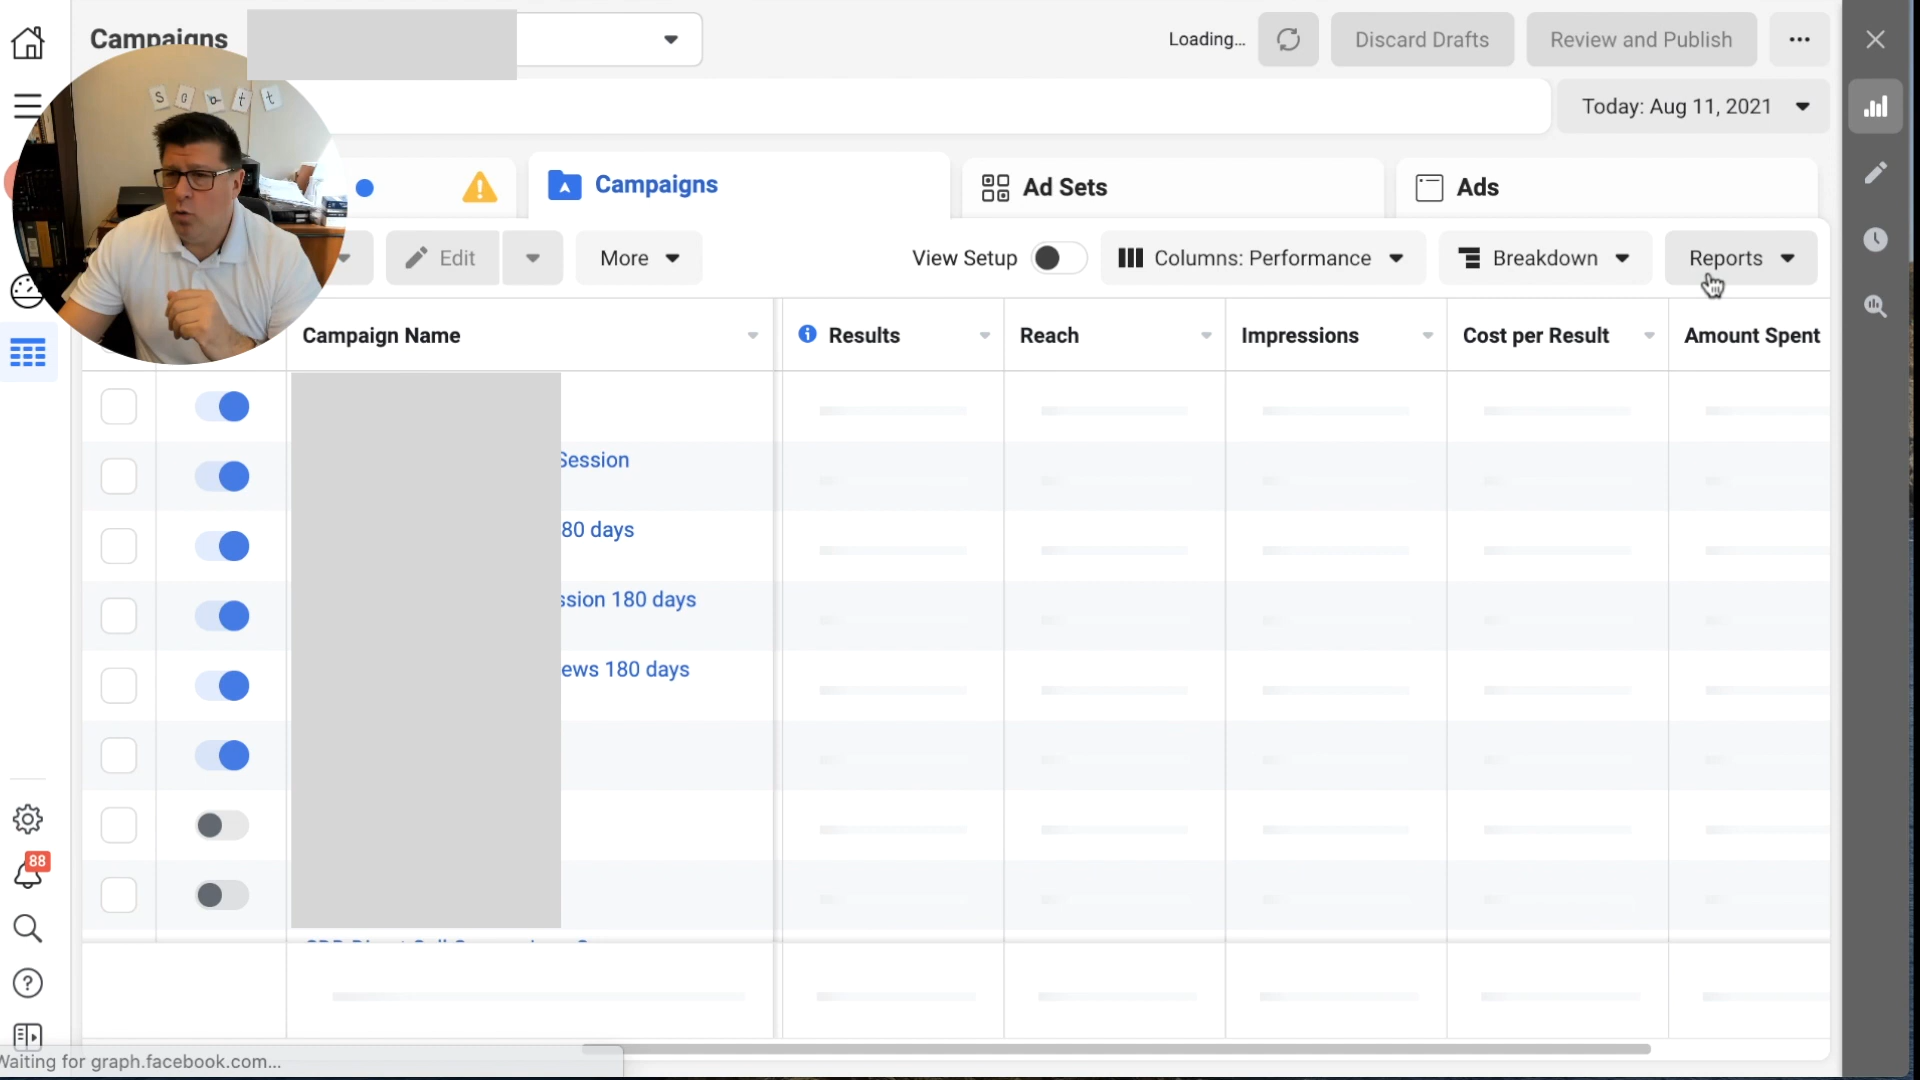 Campaigns
Loading...
Discard Drafts
Review and Publish
Today: Aug 11, 2021
S c o t t
Campaigns
Ad Sets
Ads
Edit
More
View Setup
Columns: Performance
Breakdown
Reports
Campaign Name
Results
Reach
Impressions
Cost per Result
Amount Spent
Session
80 days
ssion 180 days
ews 180 days
88
Waiting for graph.facebook.com...